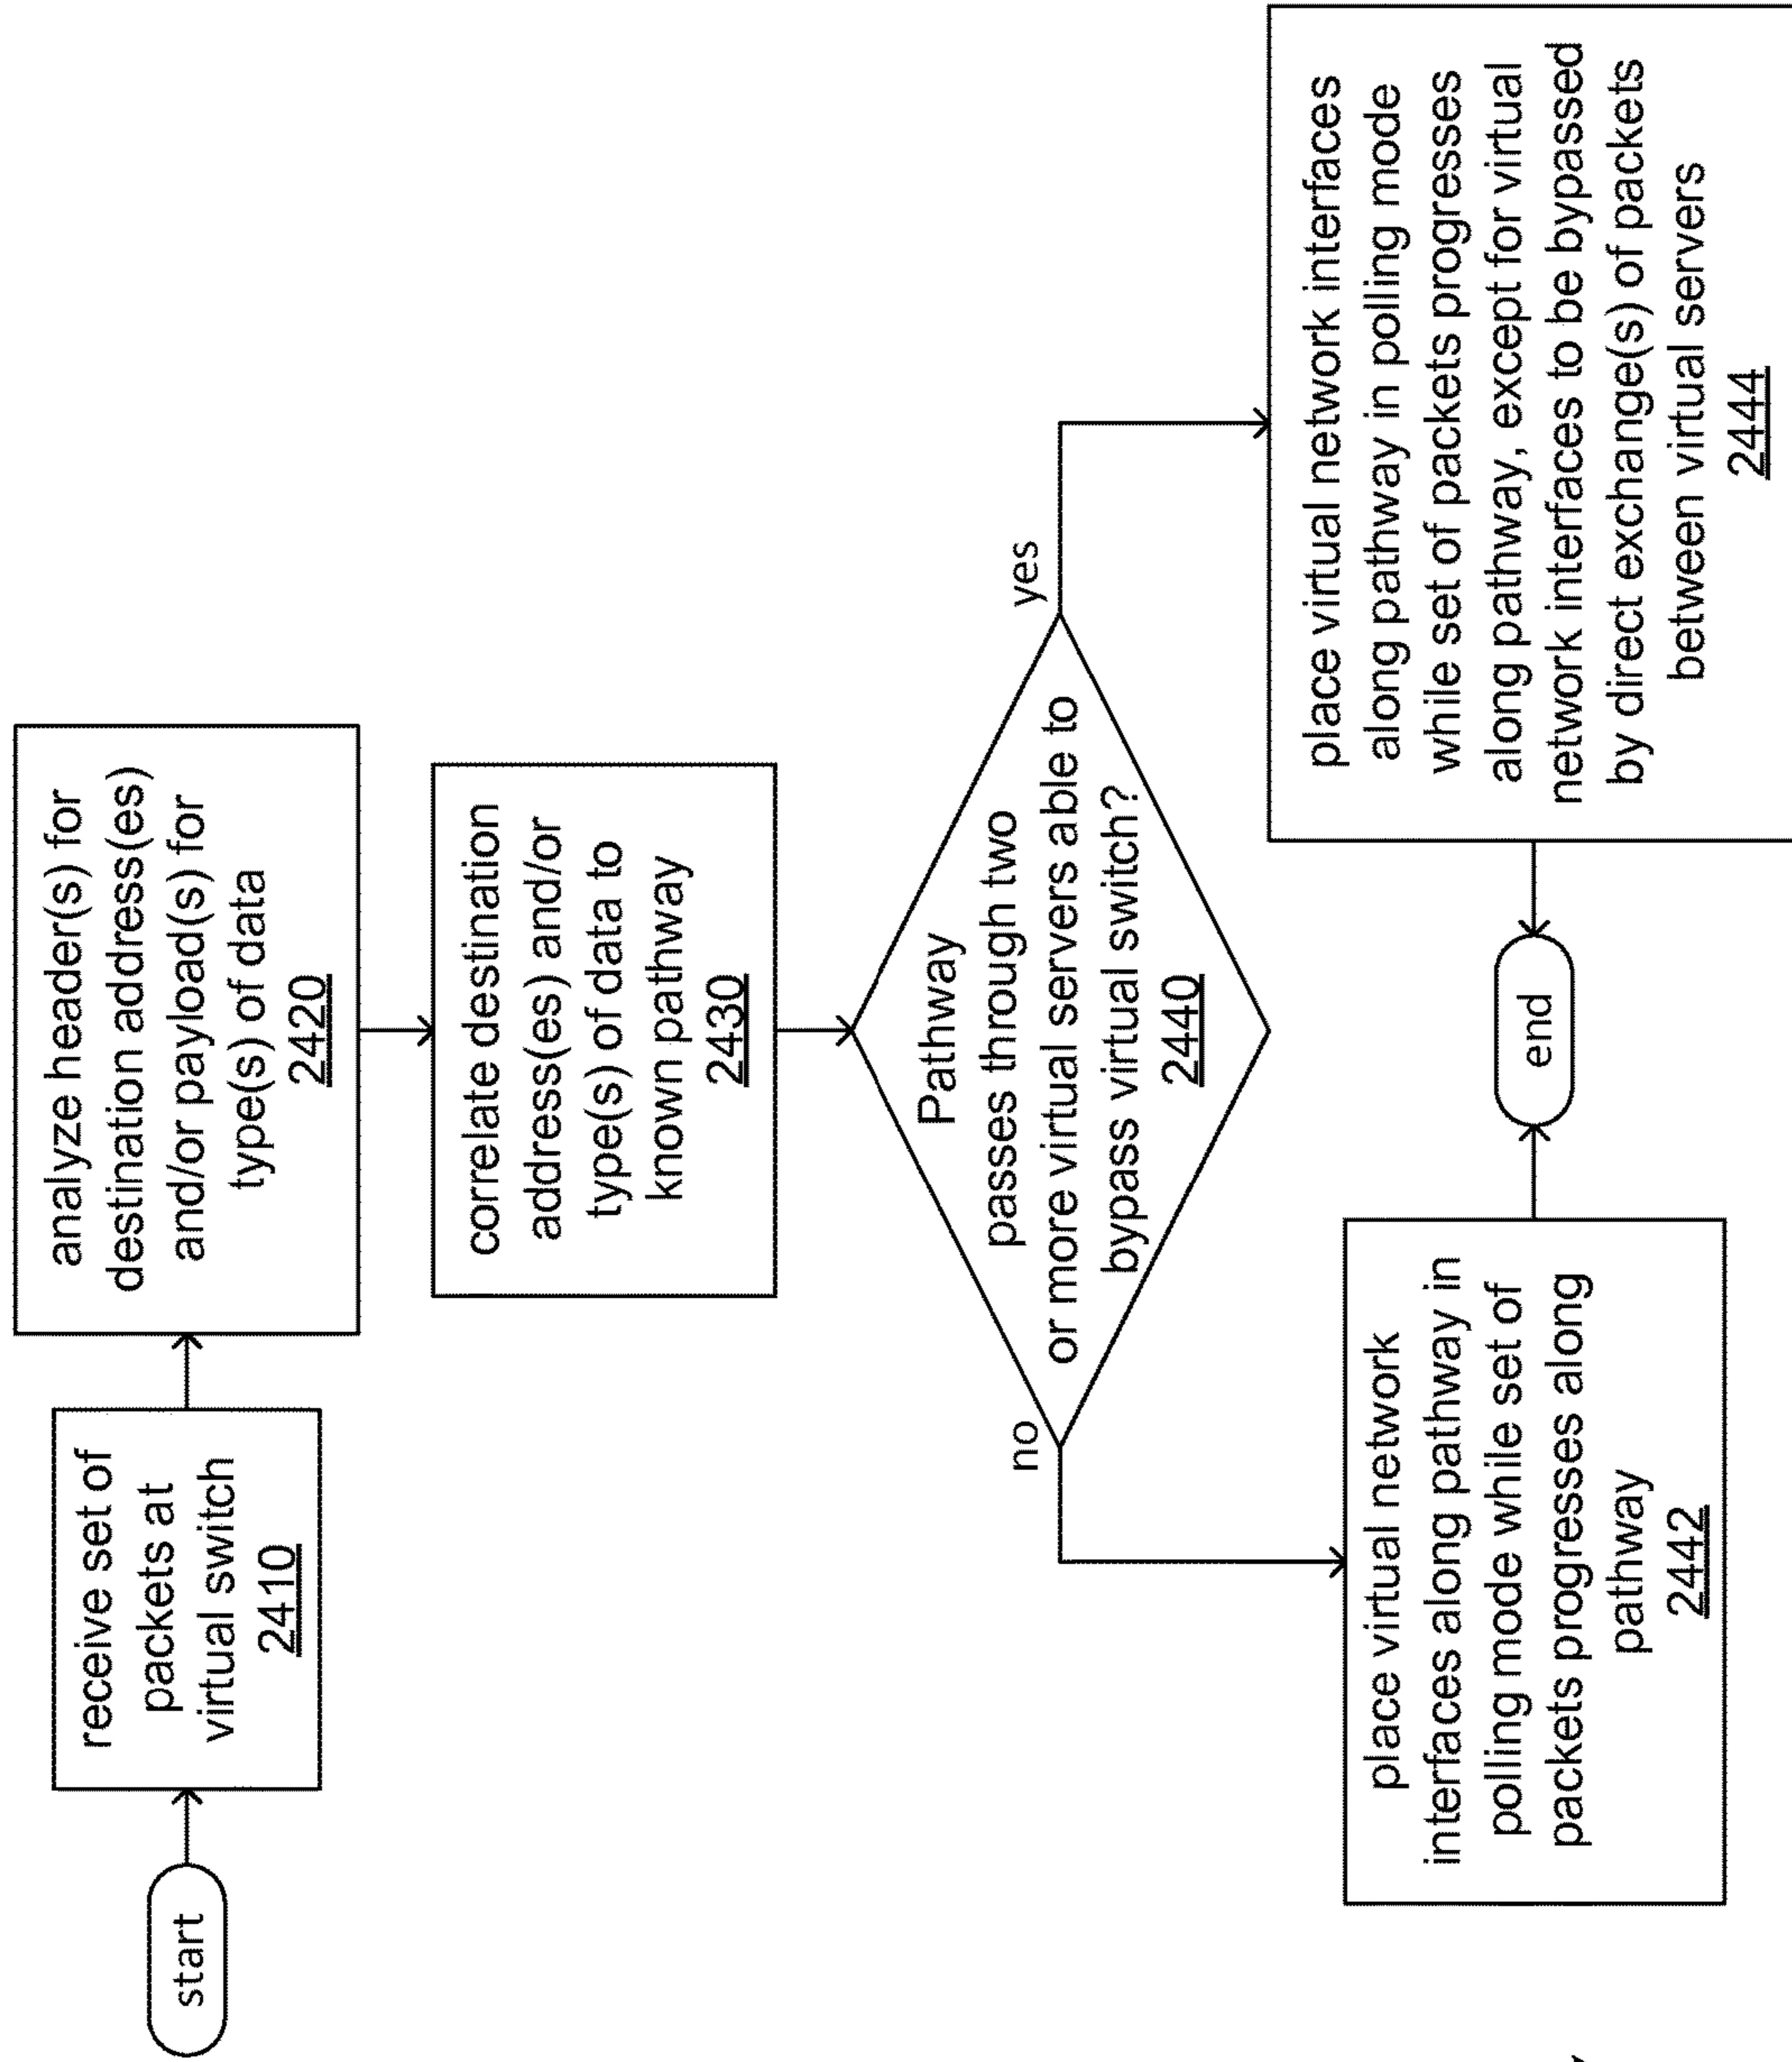 start
receive set of
packets at
virtual switch
2410
analyze header(s) for
destination address(es)
and/or payload(s) for
type(s) of data
2420
correlate destination
address(es) and/or
type(s) of data to
known pathway
2430
Pathway
passes through two
or more virtual servers able to
bypass virtual switch?
2440
no
yes
place virtual network
interfaces along pathway in
polling mode while set of
packets progresses along
pathway
2442
place virtual network interfaces
along pathway in polling mode
while set of packets progresses
along pathway, except for virtual
network interfaces to be bypassed
by direct exchange(s) of packets
between virtual servers
2444
end